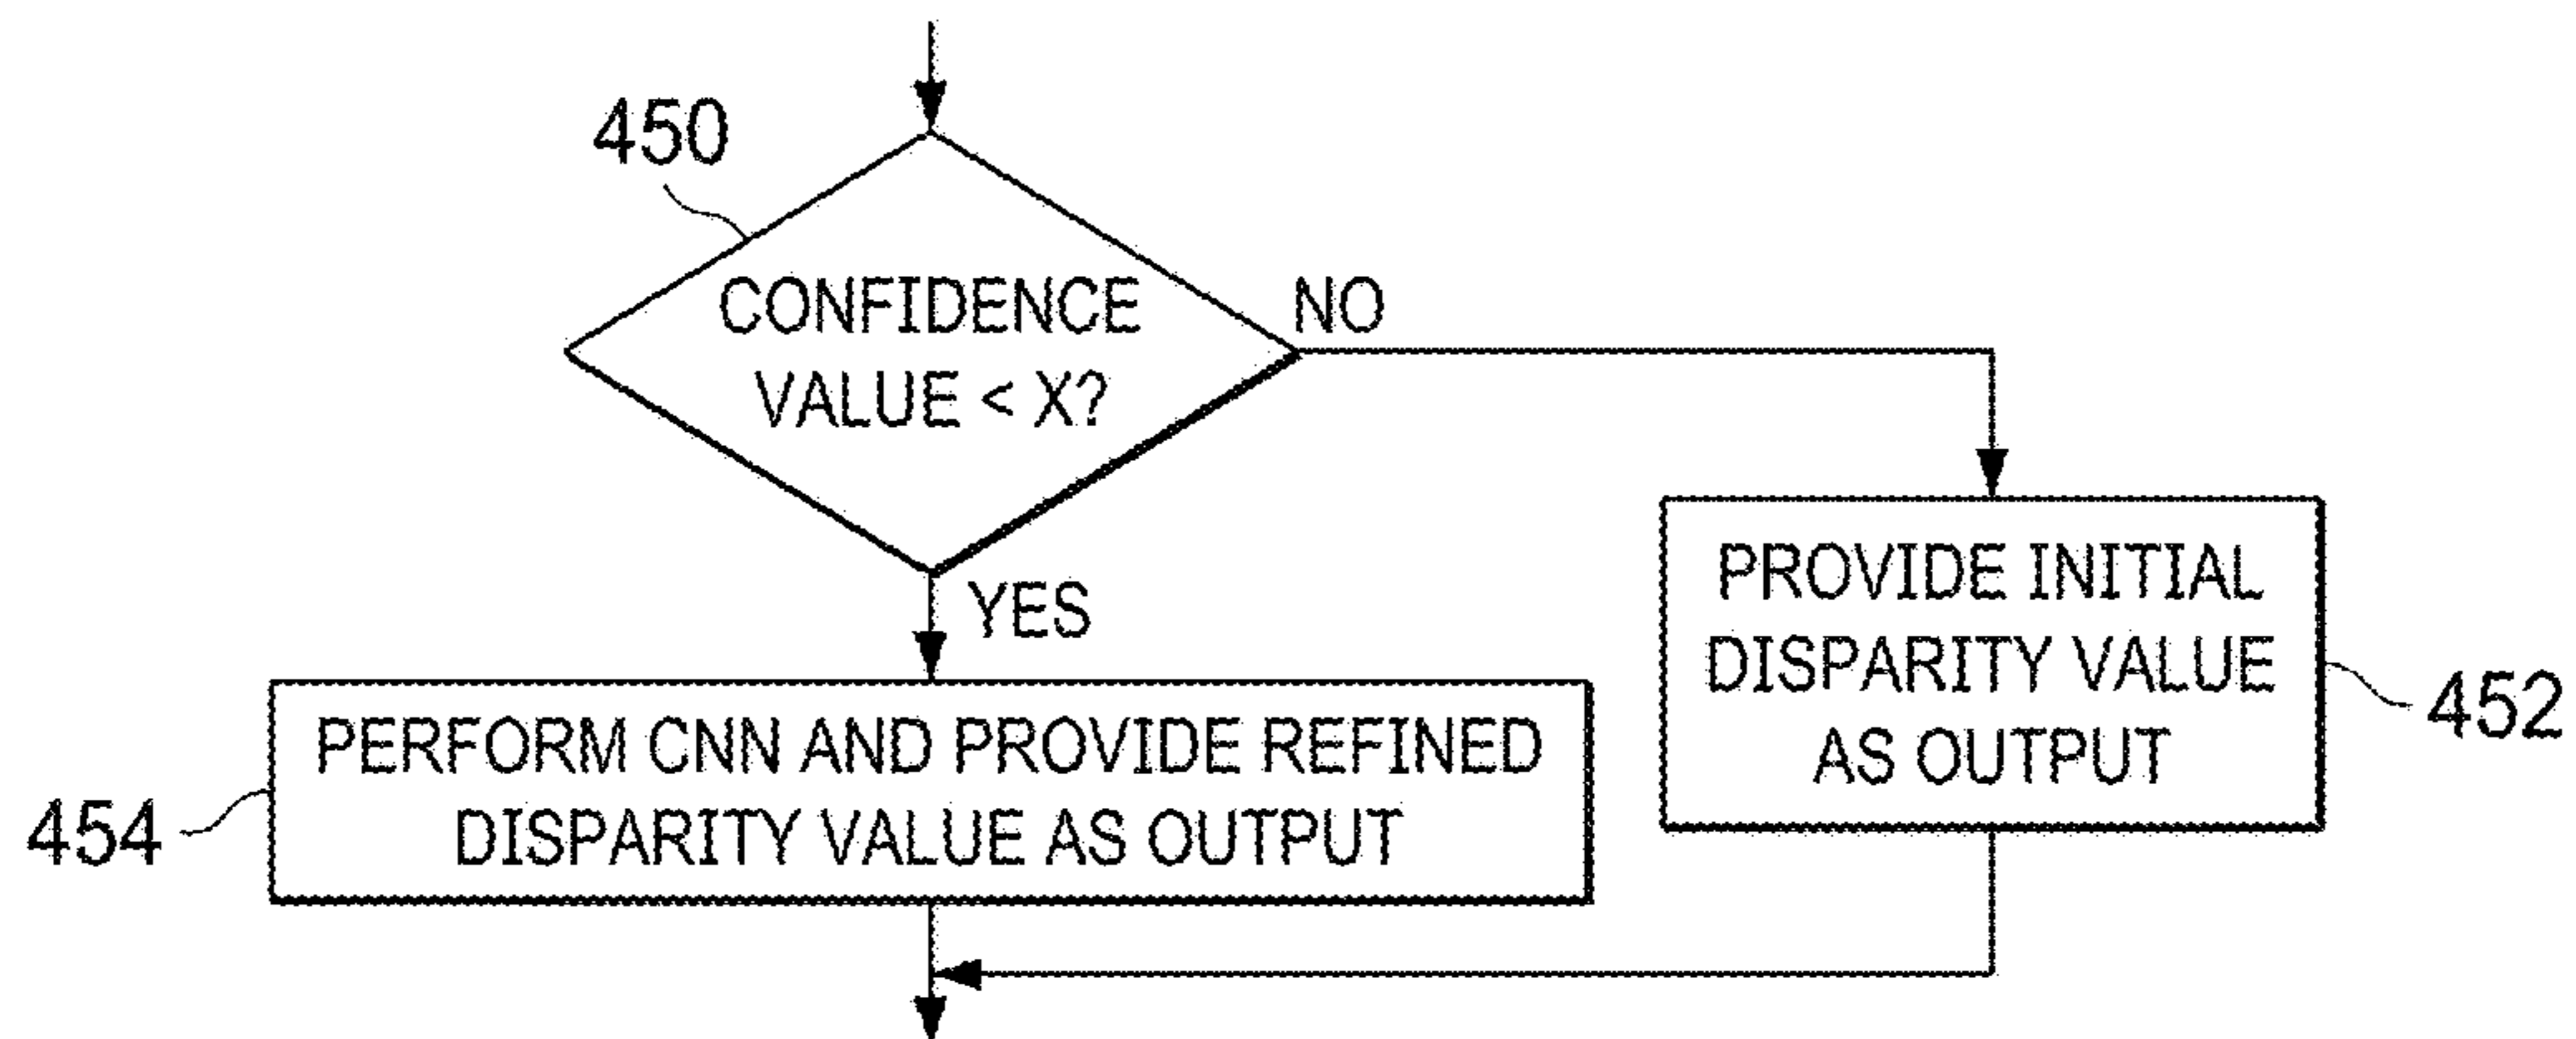 450
CONFIDENCE
VALUE < X?
NO
YES
PROVIDE INITIAL
DISPARITY VALUE
AS OUTPUT
452
PERFORM CNN AND PROVIDE REFINED
DISPARITY VALUE AS OUTPUT
454